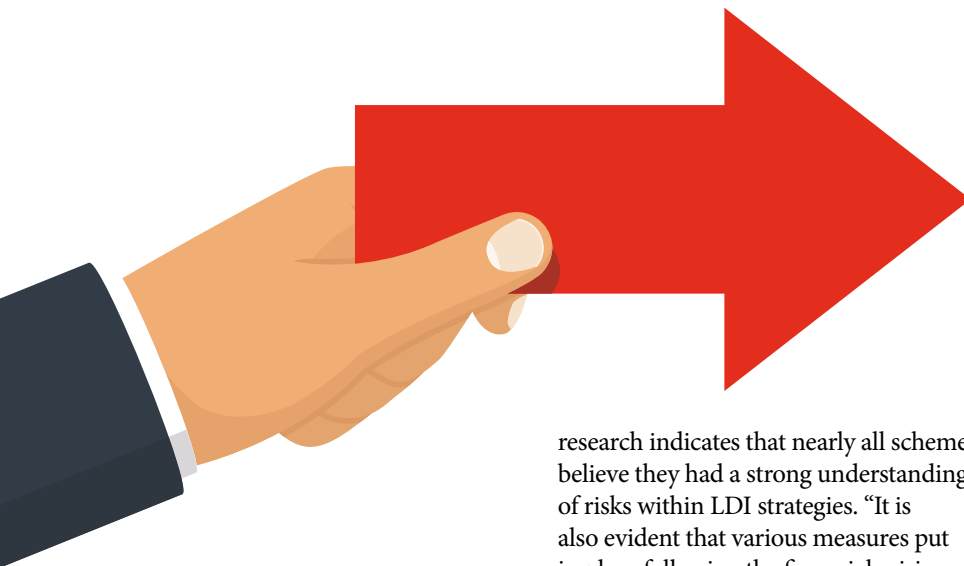 research indicates that nearly all scheme
believe they had a strong understanding
of risks within LDI strategies. “It is
also evident that various measures put